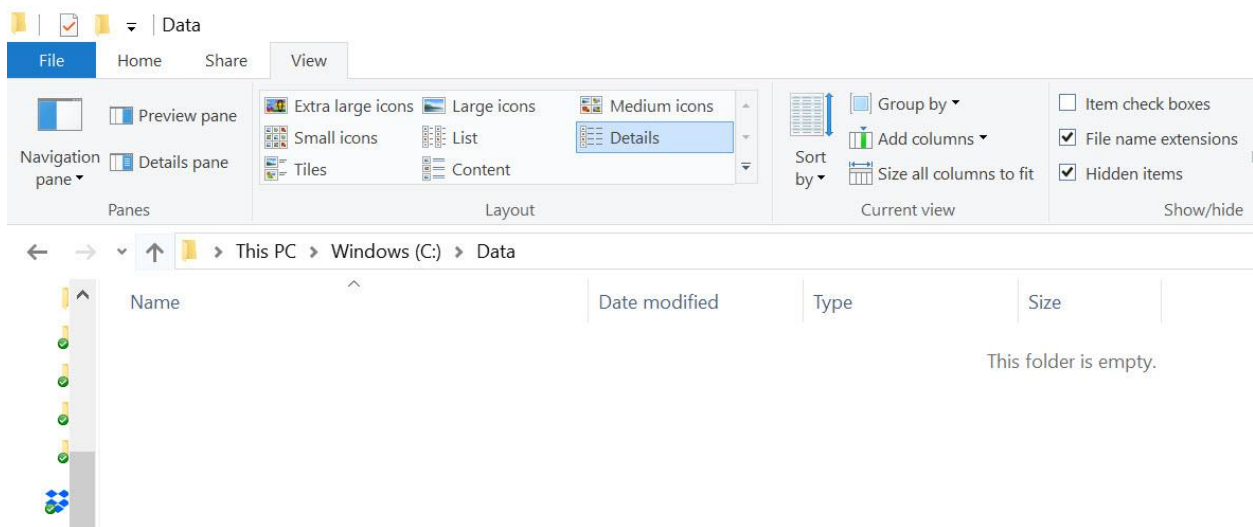 Data
File Home Share View
Extra large icons Large icons Medium icons
Small icons List Details
Tiles Content
Navigation pane
Preview pane
Details pane
Panes
Layout
Sort by
Group by
Add columns
Size all columns to fit
Current view
Item check boxes
File name extensions
Hidden items
Show/hide
This PC > Windows (C:) > Data
Name Date modified Type Size
This folder is empty.